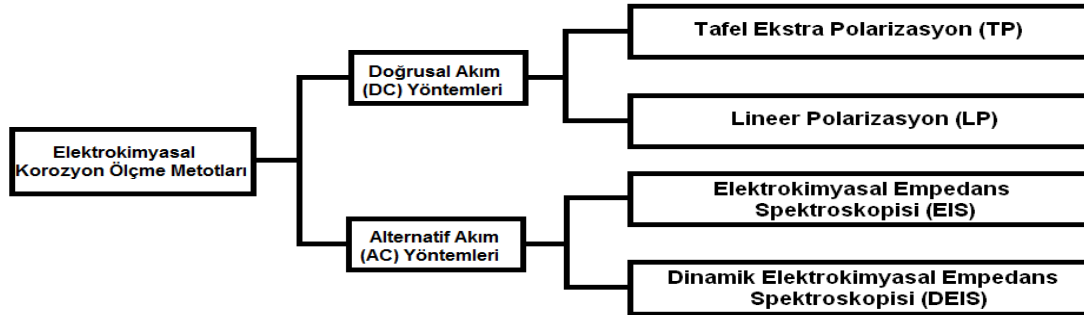 Elektrokimyasal
Korozyon Ölçme Metotları
Doğrusal Akım
(DC) Yöntemleri
Tafel Ekstra Polarizasyon (TP)
Lineer Polarizasyon (LP)
Alternatif Akım
(AC) Yöntemleri
Elektrokimyasal Empedans
Spektroskopisi (EIS)
Dinamik Elektrokimyasal Empedans
Spektroskopisi (DEIS)